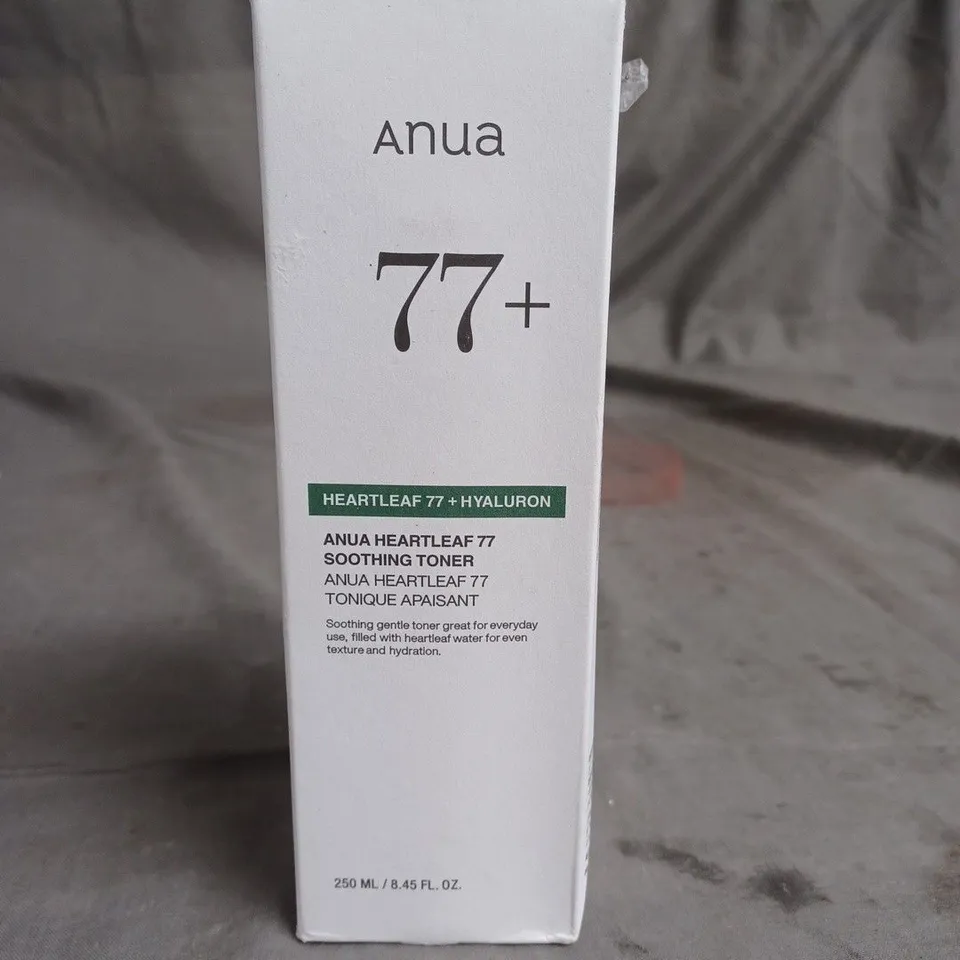 Anua
77+
HEARTLEAF 77 + HYALURON
ANUA HEARTLEAF 77
SOOTHING TONER
ANUA HEARTLEAF 77
TONIQUE APAISANT
Soothing gentle toner great for everyday
use, filled with heartleaf water for even
texture and hydration.
250 ML / 8.45 FL. OZ.